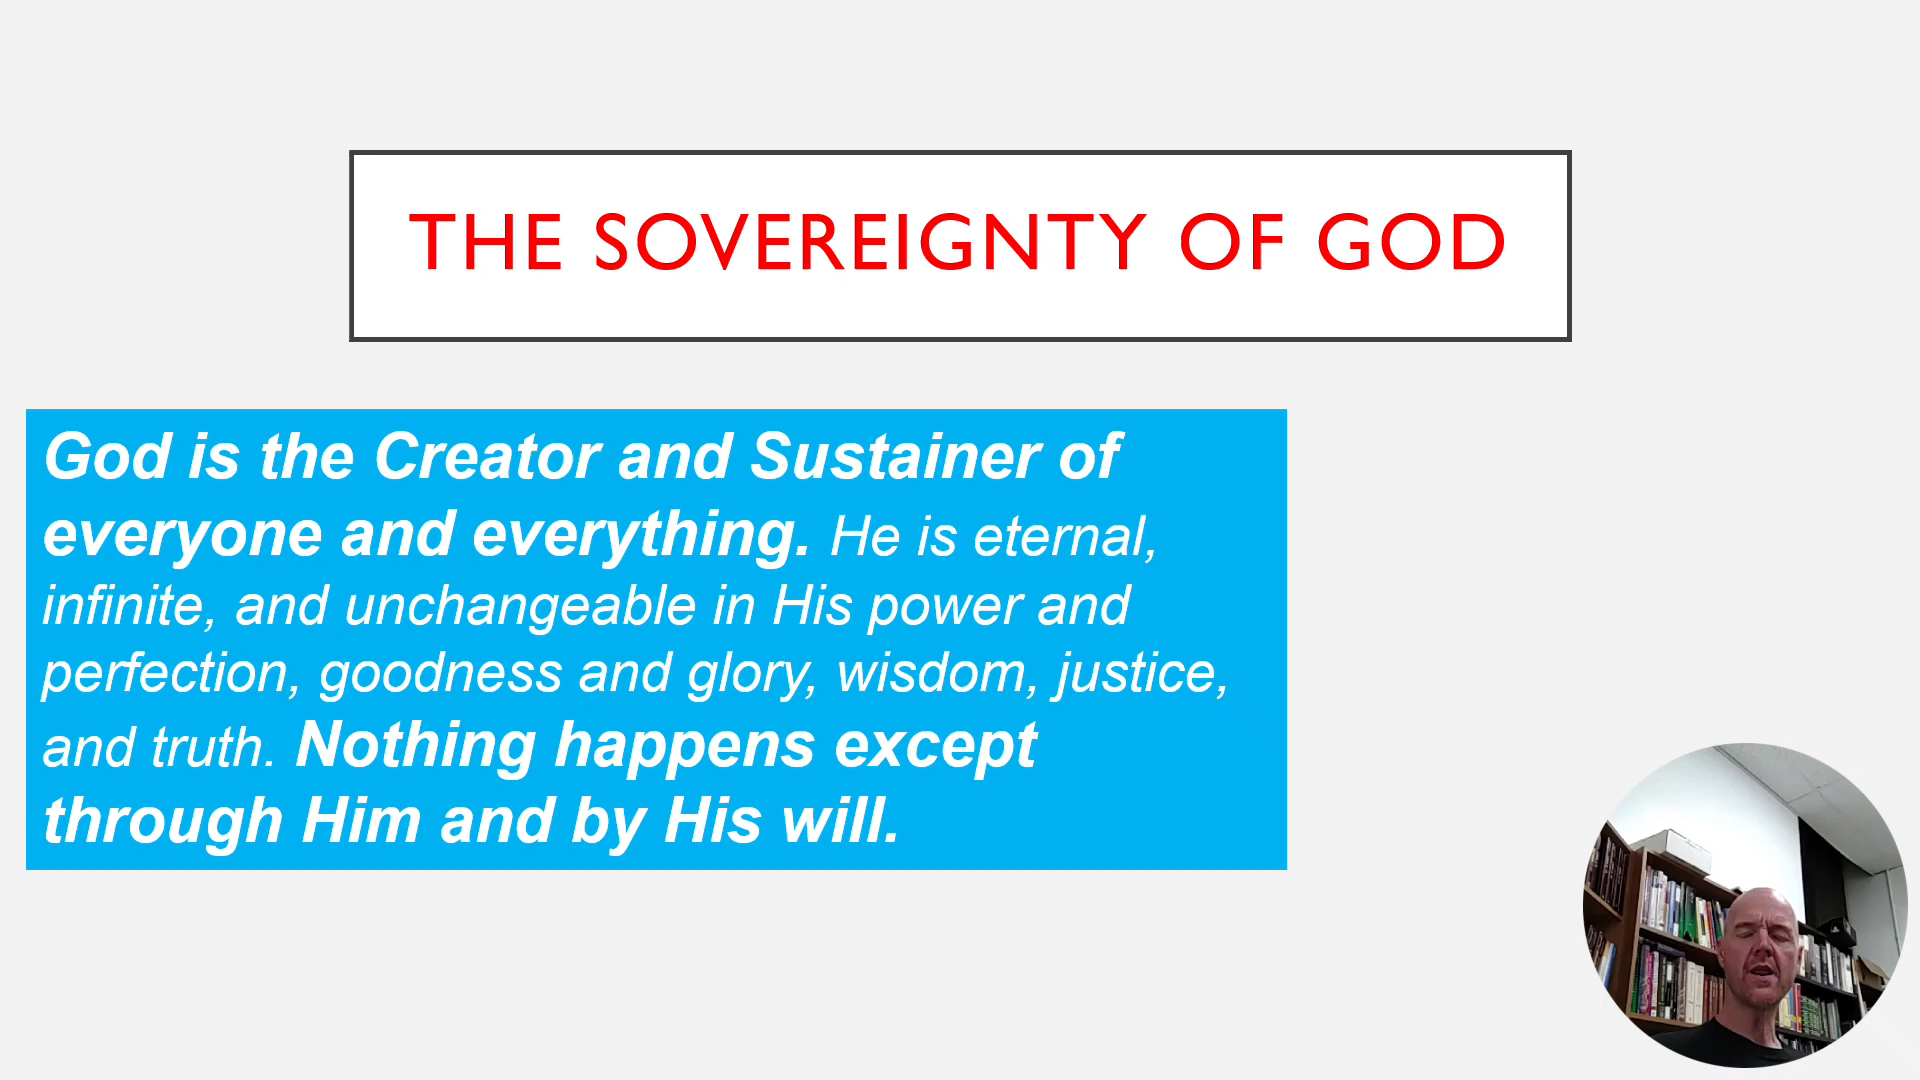 THE SOVEREIGNTY OF GOD
God is the Creator and Sustainer of
everyone and everything. He is eternal,
infinite, and unchangeable in His power and
perfection, goodness and glory, wisdom, justice,
and truth. Nothing happens except
through Him and by His will.